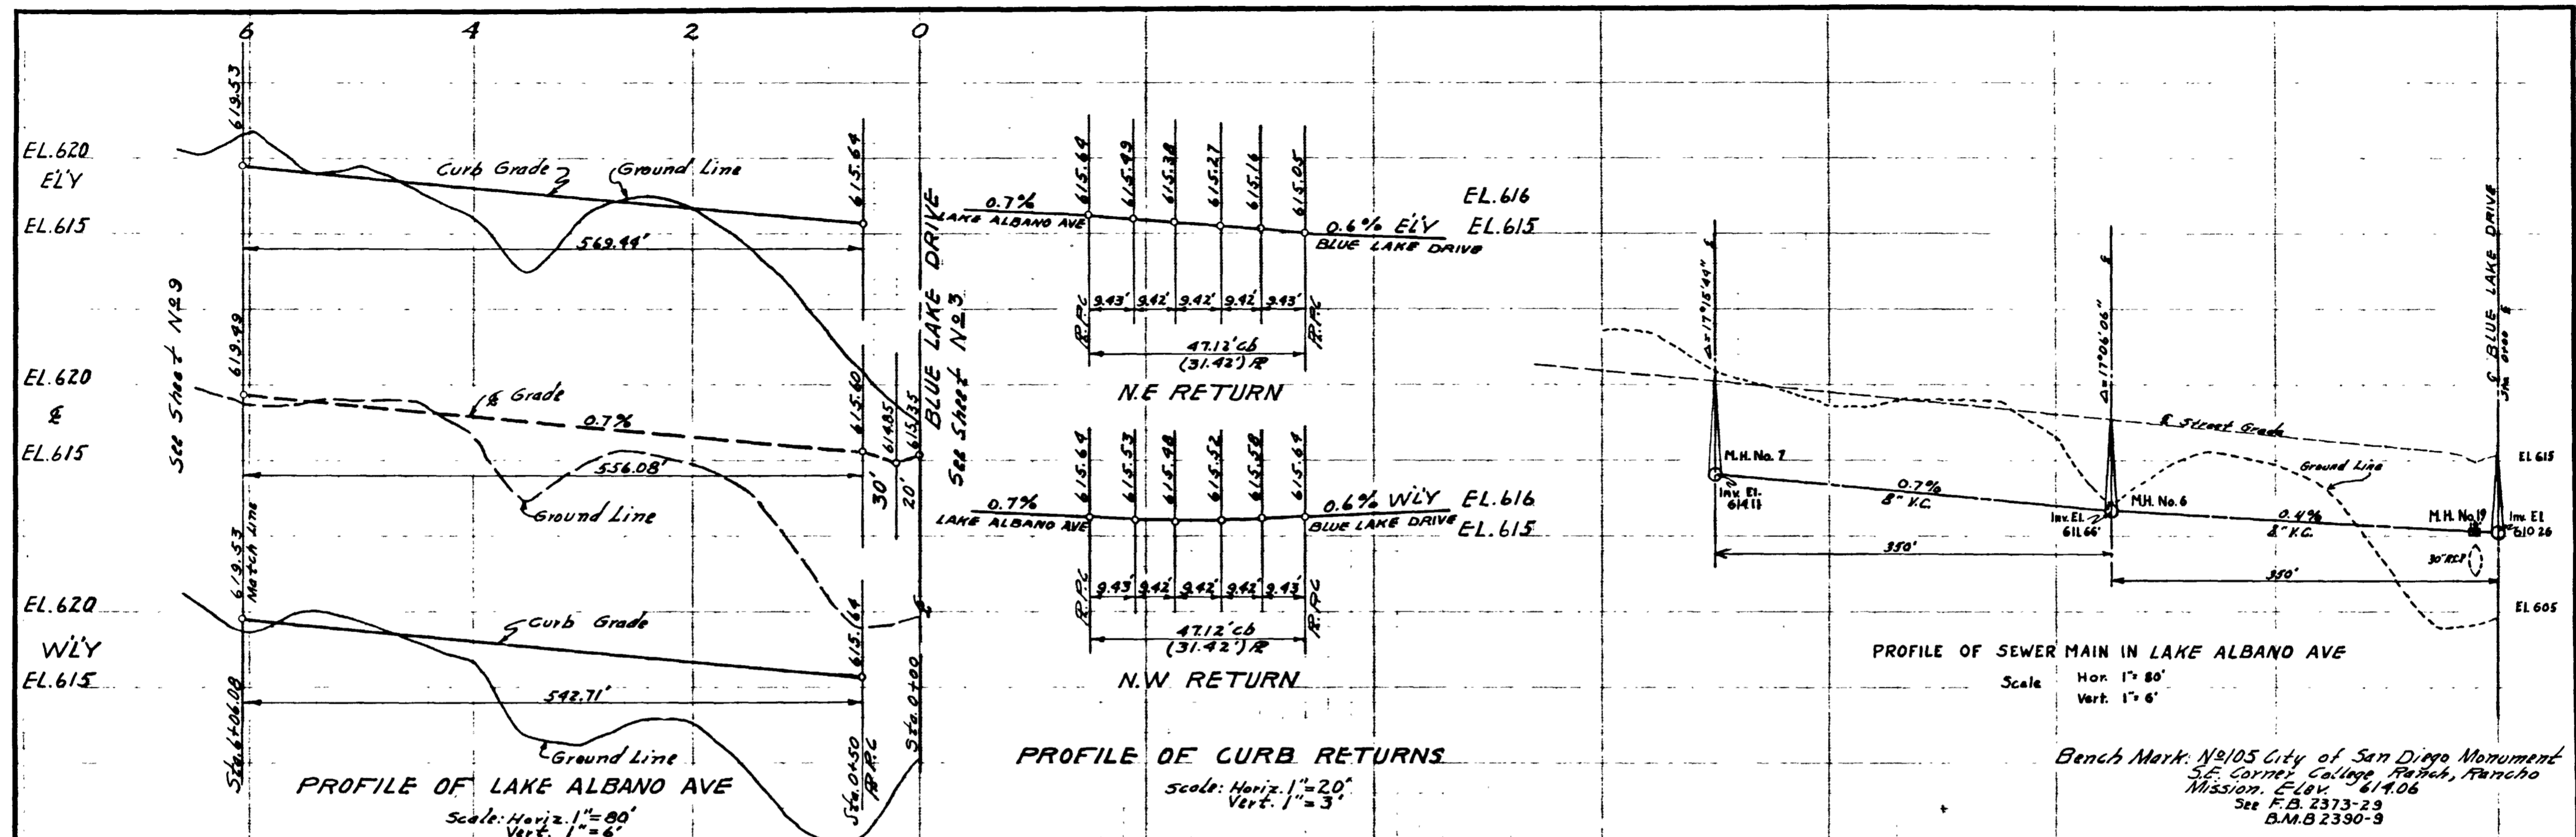 6 4 2 0
619.53
EL.620
EL'Y
EL.615
Curb Grade
Ground Line
615.64
569.44'
See Sheet No 9
BLUE LAKE DRIVE
See Sheet No 3
619.49
EL.620
℄
EL.615
℄ Grade
0.7%
556.08'
Ground Line
615.60
614.85
615.35
30'
20'
619.53
Match Line
EL.620
WL'Y
EL.615
Curb Grade
615.64
542.71'
Ground Line
Sta.6+06.08
Sta.0+50
Sta.0+00
℄
PROFILE OF LAKE ALBANO AVE
Scale: Horiz. 1"=80'
Vert. 1"=6'
615.64 615.49 615.38 615.27 615.16 615.05
EL.616
0.7%
LAKE ALBANO AVE
0.6% EL'Y EL.615
BLUE LAKE DRIVE
9.43' 9.42' 9.42' 9.42' 9.43'
47.12' cb
(31.42')
N.E RETURN
615.64 615.53 615.48 615.52 615.58 615.64
0.7%
LAKE ALBANO AVE
0.6% WL'Y EL.616
BLUE LAKE DRIVE EL.615
9.43' 9.42' 9.42' 9.42' 9.43'
47.12' cb
(31.42')
N.W RETURN
PROFILE OF CURB RETURNS
Scale: Horiz. 1"=20'
Vert. 1"=3'
Δ=17°15'44"
Δ=17°06'06"
℄ BLUE LAKE DRIVE
Sta 0+00
℄ Street Grade
EL 615
Ground Line
M.H. No. 7
Inv. El.
614.11
0.7%
8" V.C.
M.H. No. 6
Inv. El.
611.66'
0.4%
8" V.C.
M.H. No.19
Inv. El
610.26
30" R.C.P
350'
350'
EL 605
PROFILE OF SEWER MAIN IN LAKE ALBANO AVE
Scale Hor. 1"= 80'
Vert. 1"= 6'
Bench Mark: No 105 City of San Diego Monument
S.E. Corner College Ranch, Rancho
Mission. Elev. 614.06
See F.B. 2373-29
B.M.B 2390-9